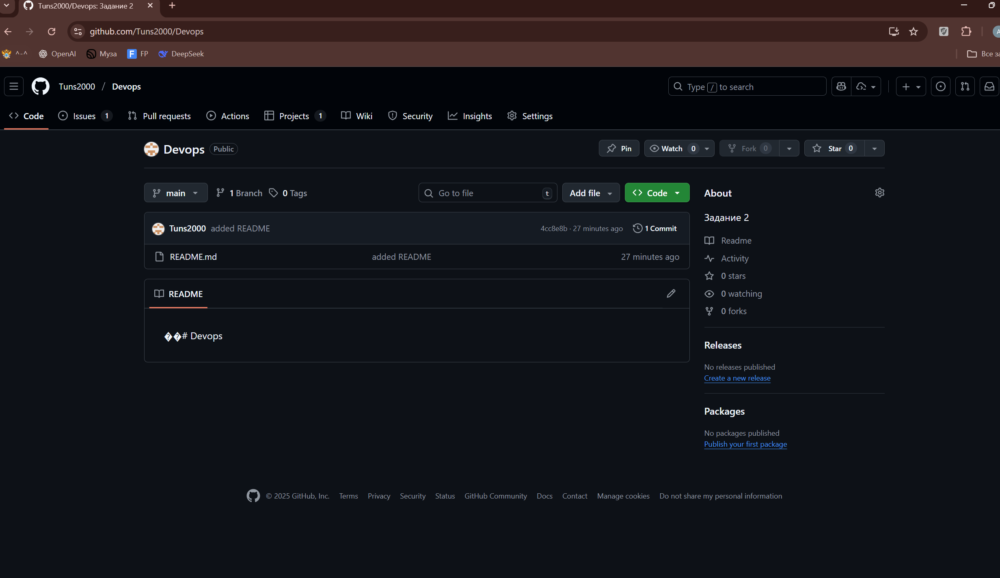 Tuns2000/Devops: Задание 2
github.com/Tuns2000/Devops
^-^ OpenAI Муза FP DeepSeek Все
Tuns2000 / Devops Type / to search
Code Issues 1 Pull requests Actions Projects 1 Wiki Security Insights Settings
Devops Public Pin Watch 0 Fork 0 Star 0
main 1 Branch 0 Tags Go to file t Add file Code
Tuns2000 added README 4cc8e8b · 27 minutes ago 1 Commit
README.md added README 27 minutes ago
README
��# Devops
About
Задание 2
Readme
Activity
0 stars
0 watching
0 forks
Releases
No releases published
Create a new release
Packages
No packages published
Publish your first package
© 2025 GitHub, Inc. Terms Privacy Security Status GitHub Community Docs Contact Manage cookies Do not share my personal information